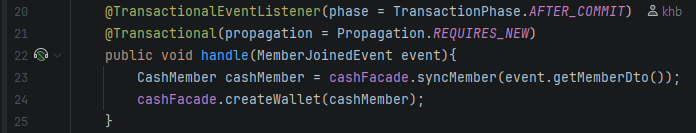 20 @TransactionalEventListener(phase = TransactionPhase.AFTER_COMMIT) khb
21 @Transactional(propagation = Propagation.REQUIRES_NEW)
22 public void handle(MemberJoinedEvent event){
23 CashMember cashMember = cashFacade.syncMember(event.getMemberDto());
24 cashFacade.createWallet(cashMember);
25 }